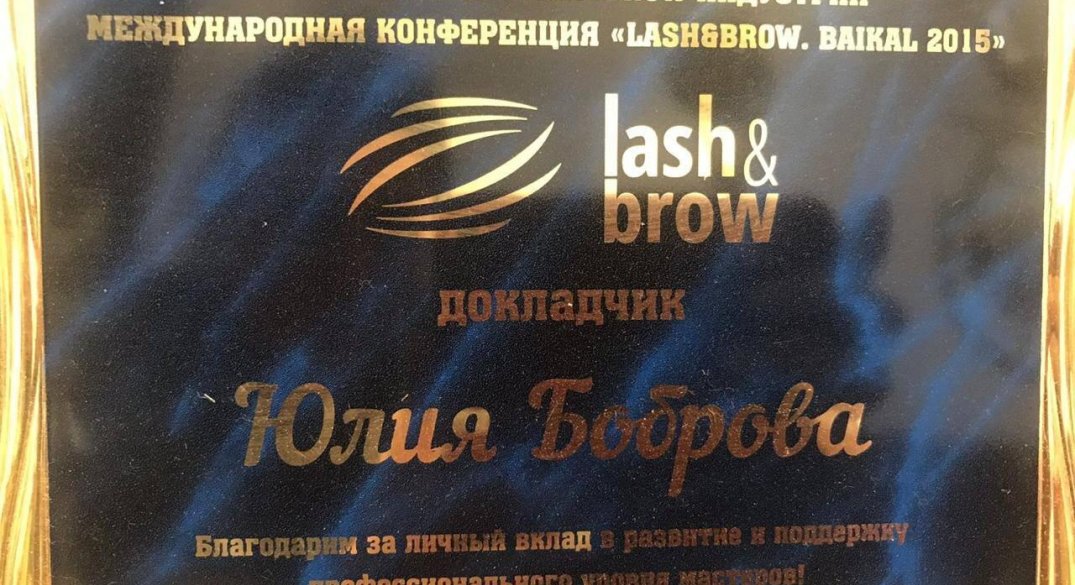 МЕЖДУНАРОДНАЯ КОНФЕРЕНЦИЯ «LASH&BROW. BAIKAL 2015»
lash&
brow
ДОКЛАДЧИК
Юлия Боброва
Благодарим за личный вклад в развитие и поддержку
профессионального уровня мастеров!